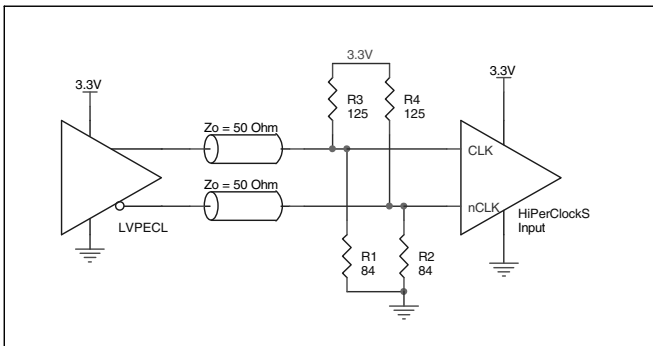 3.3V
3.3V
3.3V
R3
125
R4
125
Zo = 50 Ohm
CLK
Zo = 50 Ohm
nCLK
HiPerClockS
Input
LVPECL
R1
84
R2
84